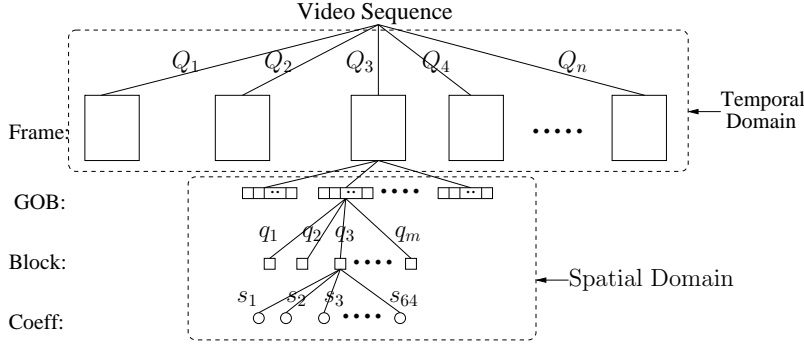 Video Sequence
Q1 Q2 Q3 Q4 Qn
Frame:
Temporal
Domain
GOB:
q1 q2 q3 qm
Block:
Spatial Domain
s1 s2 s3 s64
Coeff: